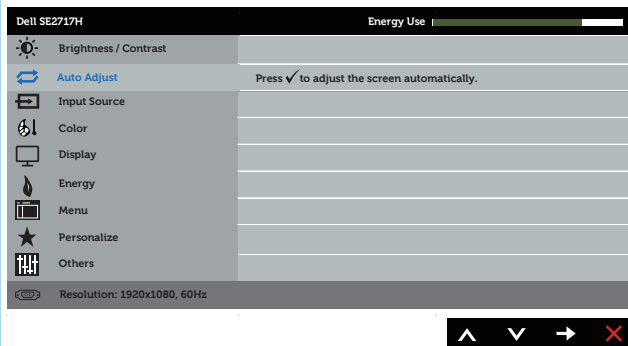 Dell SE2717H
Energy Use
Brightness / Contrast
Auto Adjust
Press ✓ to adjust the screen automatically.
Input Source
Color
Display
Energy
Menu
Personalize
Others
Resolution: 1920x1080, 60Hz